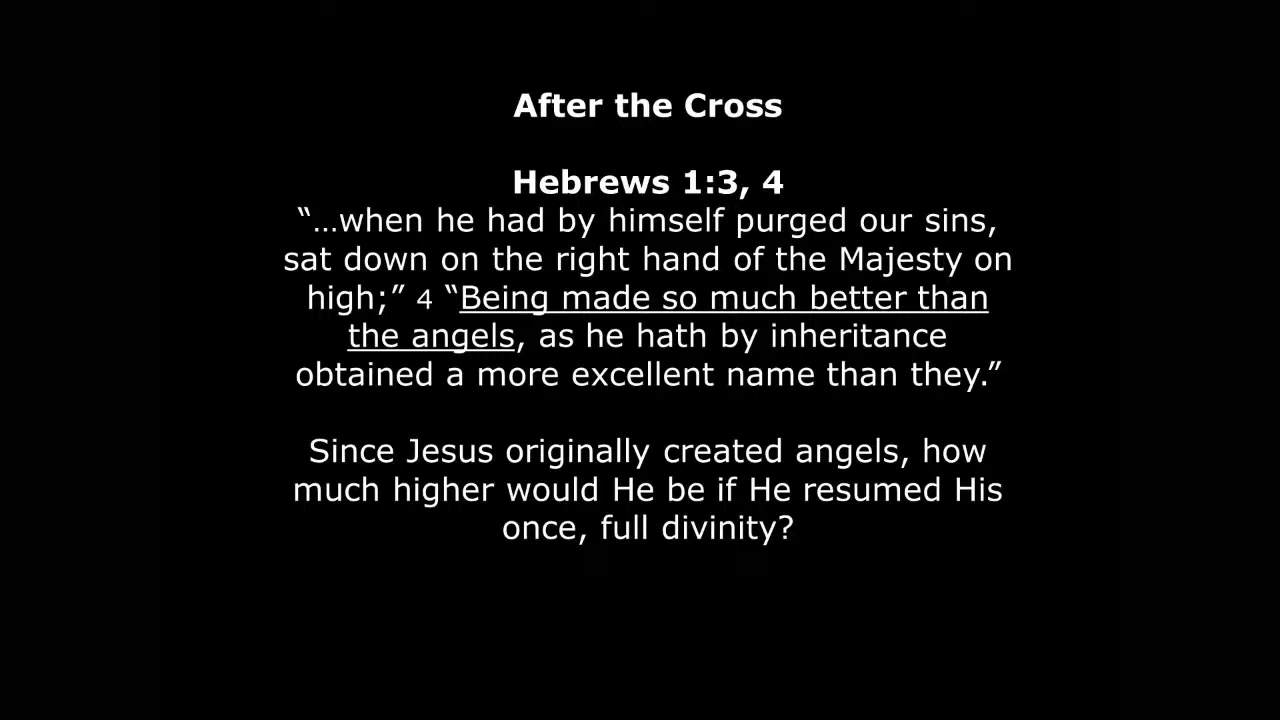 After the Cross
Hebrews 1:3, 4
“…when he had by himself purged our sins,
sat down on the right hand of the Majesty on
high;” 4 “Being made so much better than
the angels, as he hath by inheritance
obtained a more excellent name than they.”
Since Jesus originally created angels, how
much higher would He be if He resumed His
once, full divinity?